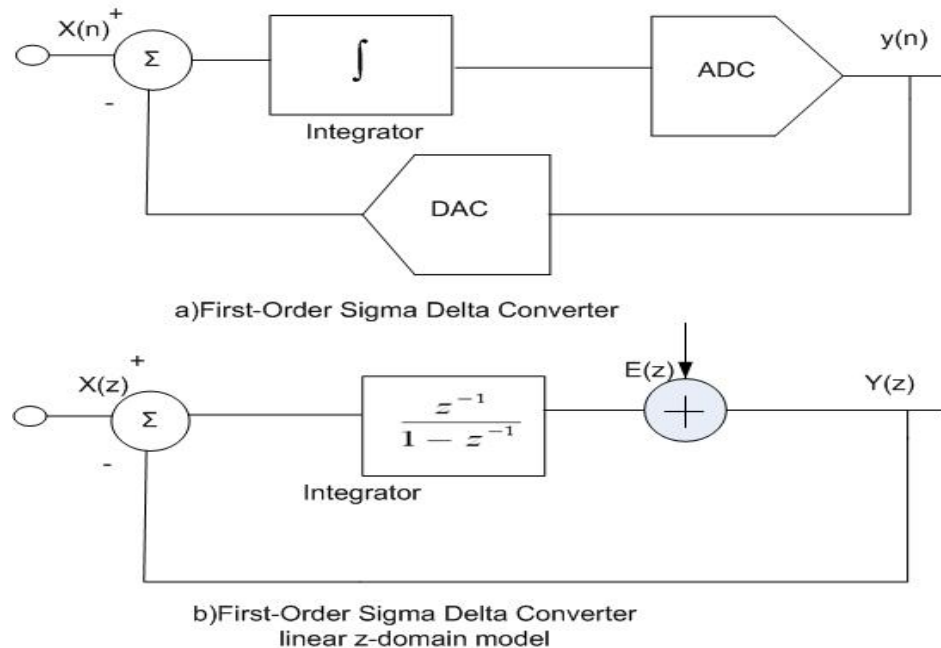 X(n) +
Σ
∫
ADC
y(n)
-
Integrator
DAC
a)First-Order Sigma Delta Converter
+
X(z)
Σ
z⁻¹
1 − z⁻¹
E(z)
+
Y(z)
-
Integrator
b)First-Order Sigma Delta Converter
linear z-domain model